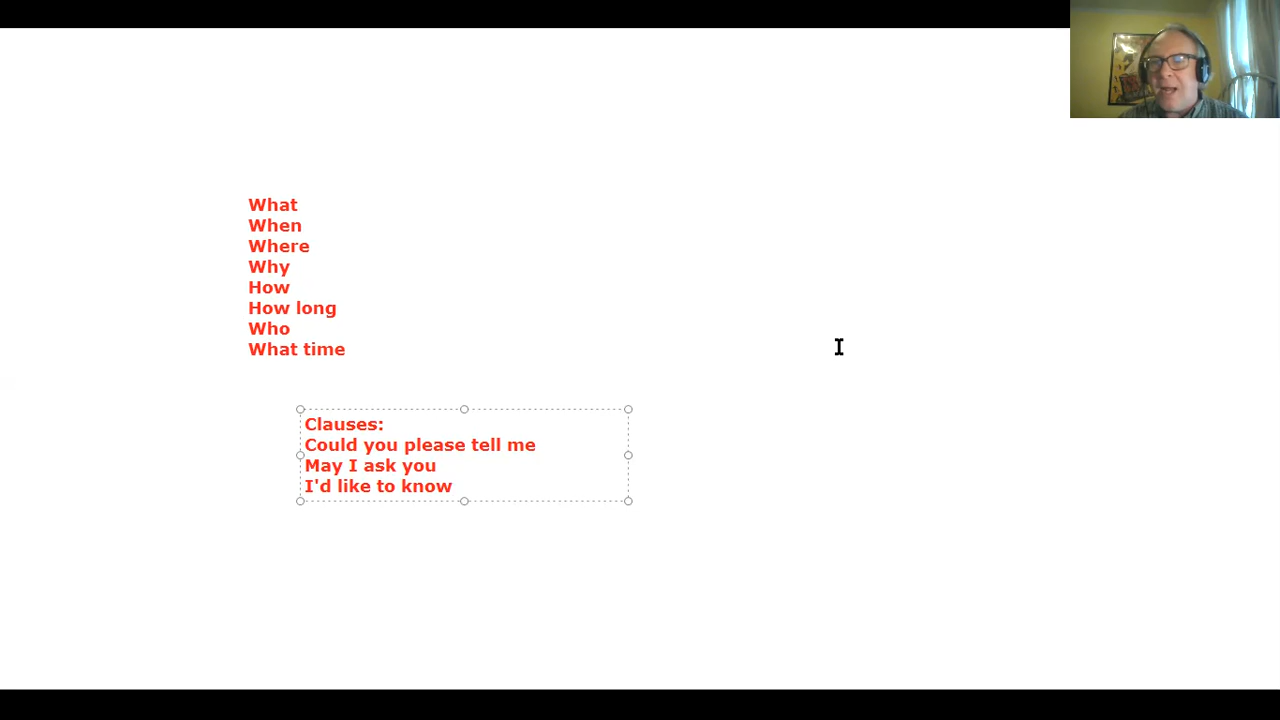 What
When
Where
Why
How
How long
Who
What time
Clauses:
Could you please tell me
May I ask you
I'd like to know